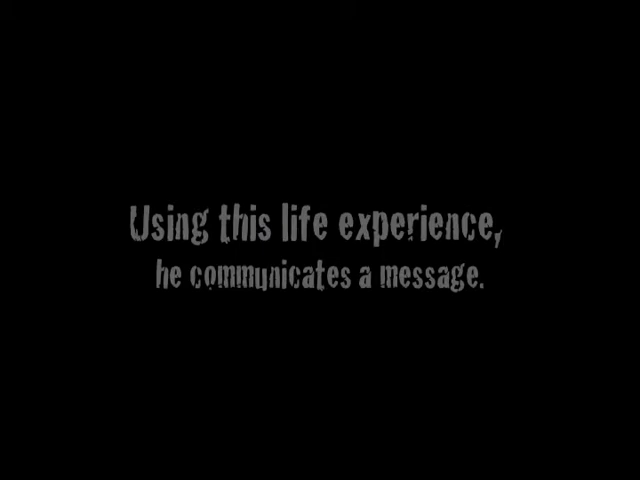 Using this life experience,
he communicates a message.